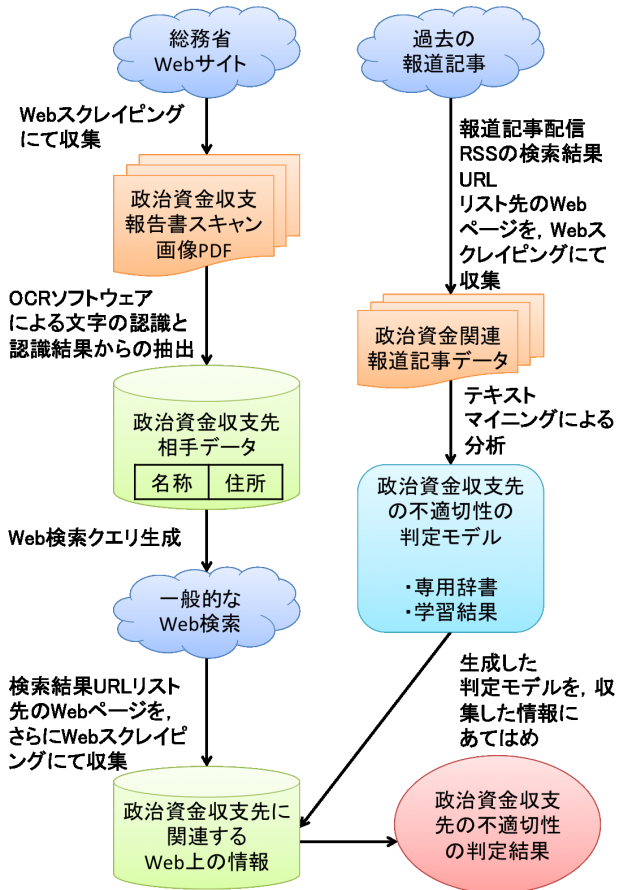 総務省
Webサイト
Webスクレイピング
にて収集
政治資金収支
報告書スキャン
画像PDF
OCRソフトウェア
による文字の認識と
認識結果からの抽出
政治資金収支先
相手データ
名称 住所
Web検索クエリ生成
一般的な
Web検索
検索結果URLリスト
先のWebページを,
さらにWebスクレイピ
ングにて収集
政治資金収支先に
関連する
Web上の情報
過去の
報道記事
報道記事配信
RSSの検索結果
URL
リスト先のWeb
ページを, Webス
クレイピングにて
収集
政治資金関連
報道記事データ
テキスト
マイニングによる
分析
政治資金収支先
の不適切性の
判定モデル
・専用辞書
・学習結果
生成した
判定モデルを, 収
集した情報に
あてはめ
政治資金収支
先の不適切性
の判定結果